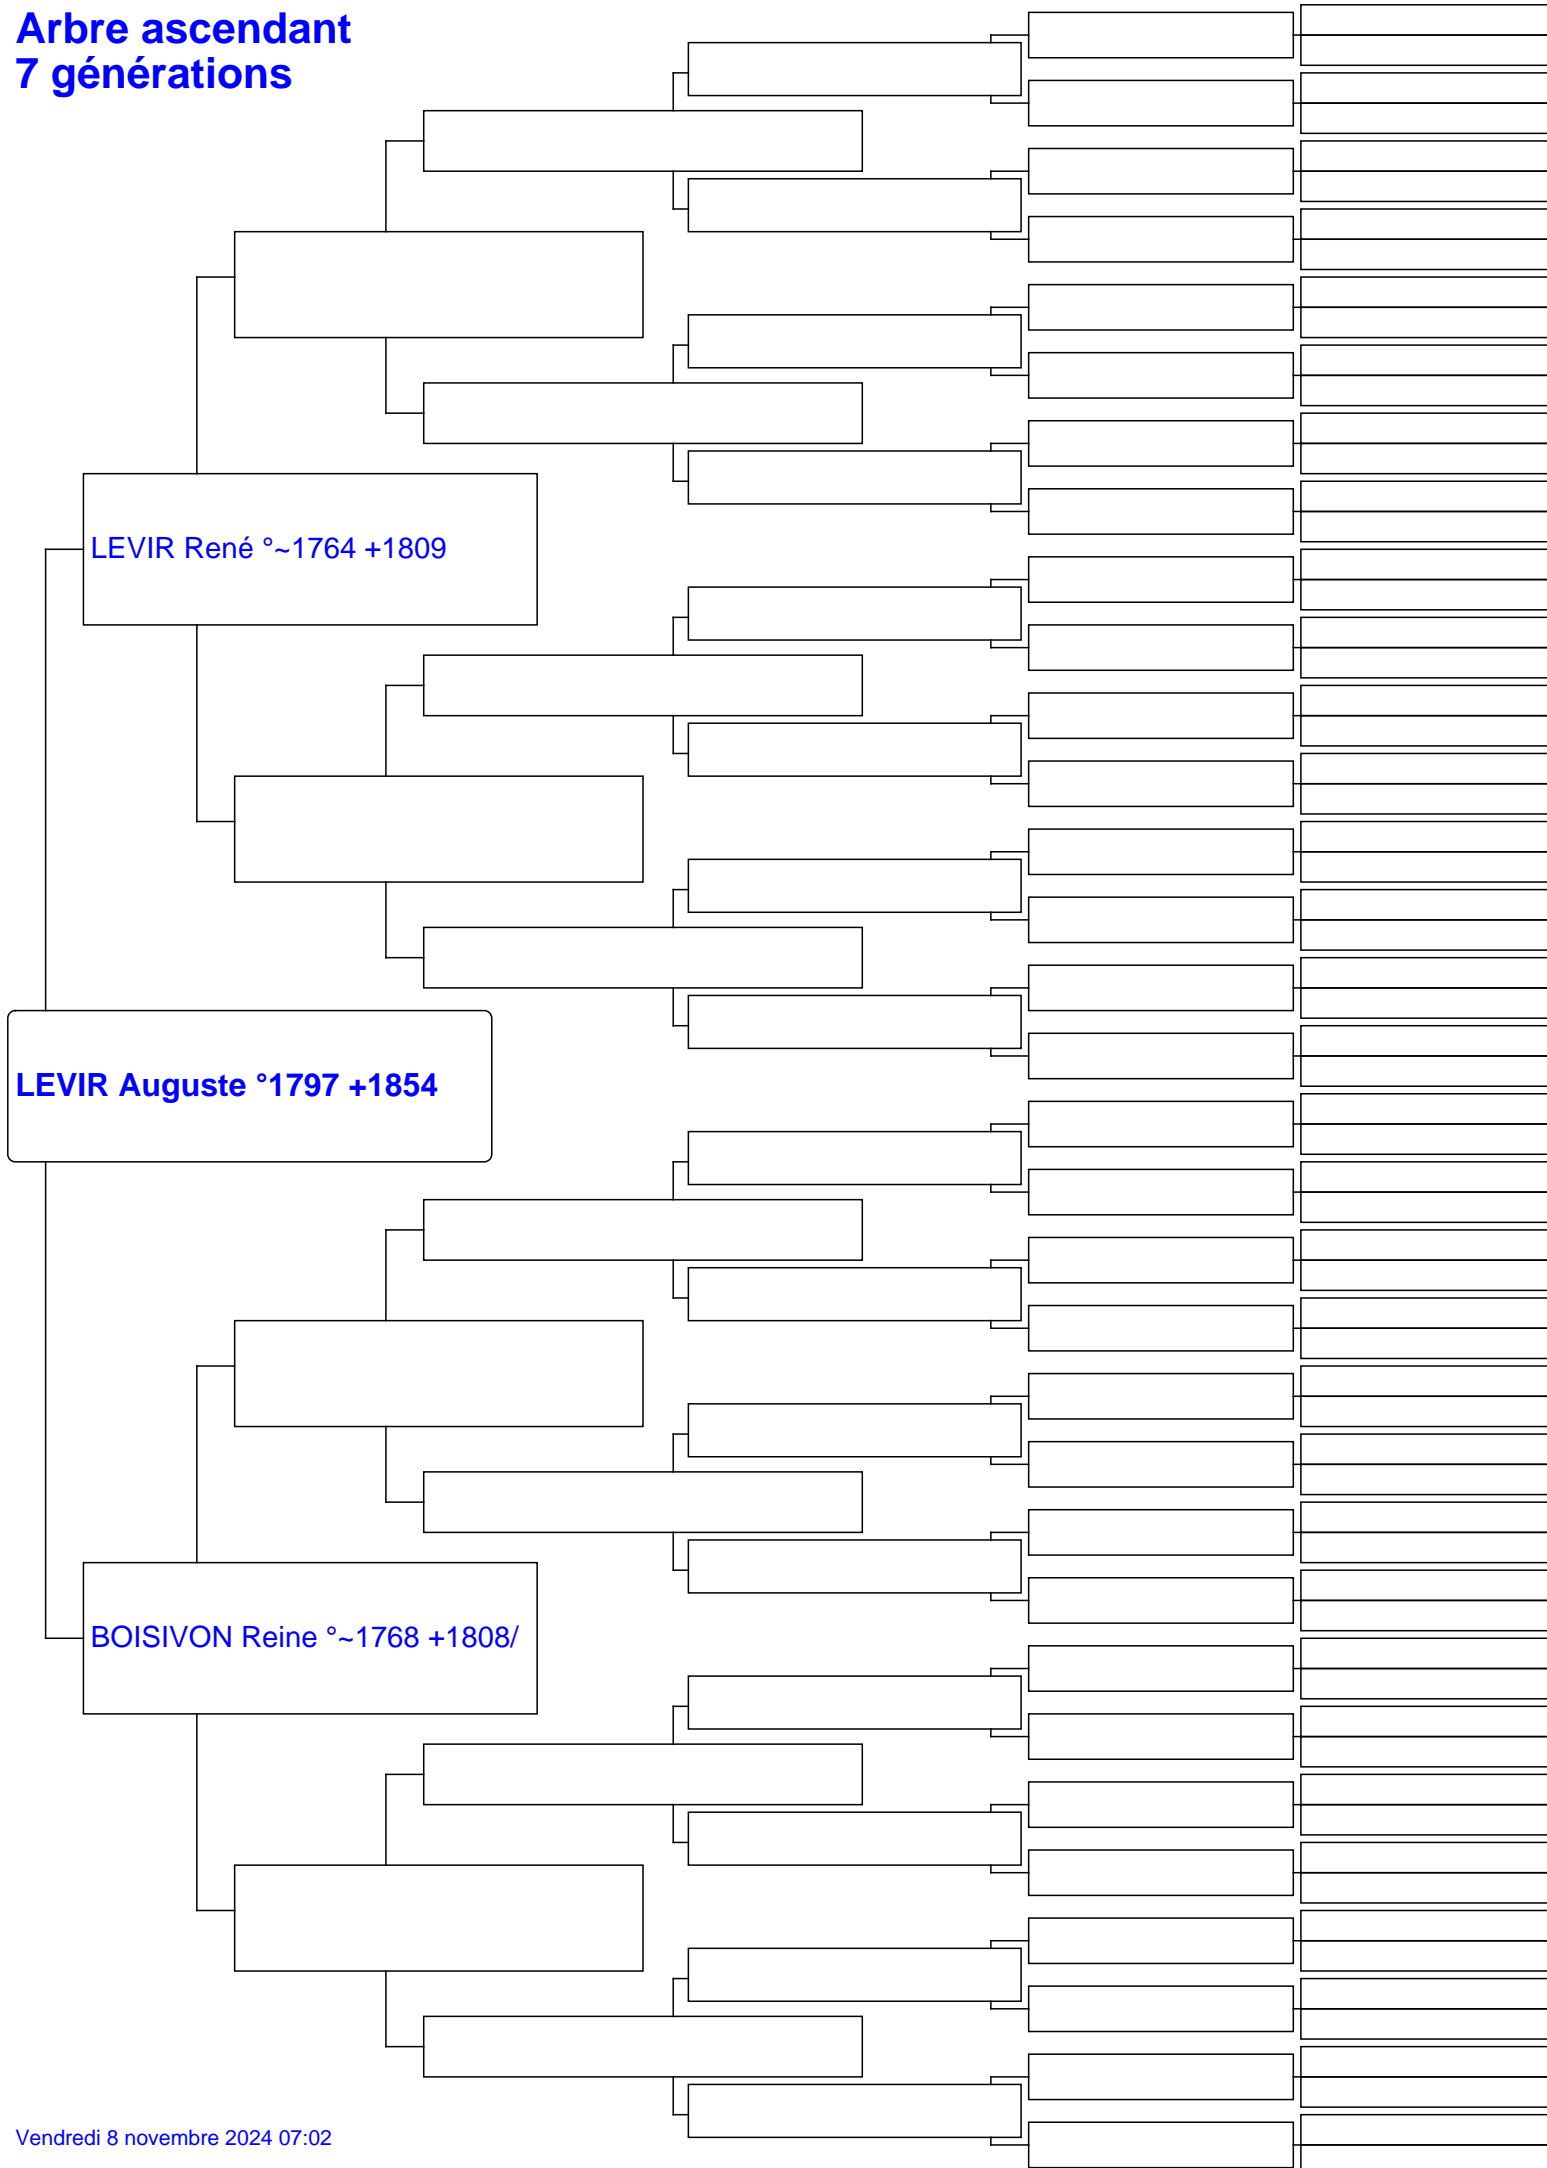 Arbre ascendant
7 générations
LEVIR René °~1764 +1809
LEVIR Auguste °1797 +1854
BOISIVON Reine °~1768 +1808/
Vendredi 8 novembre 2024 07:02